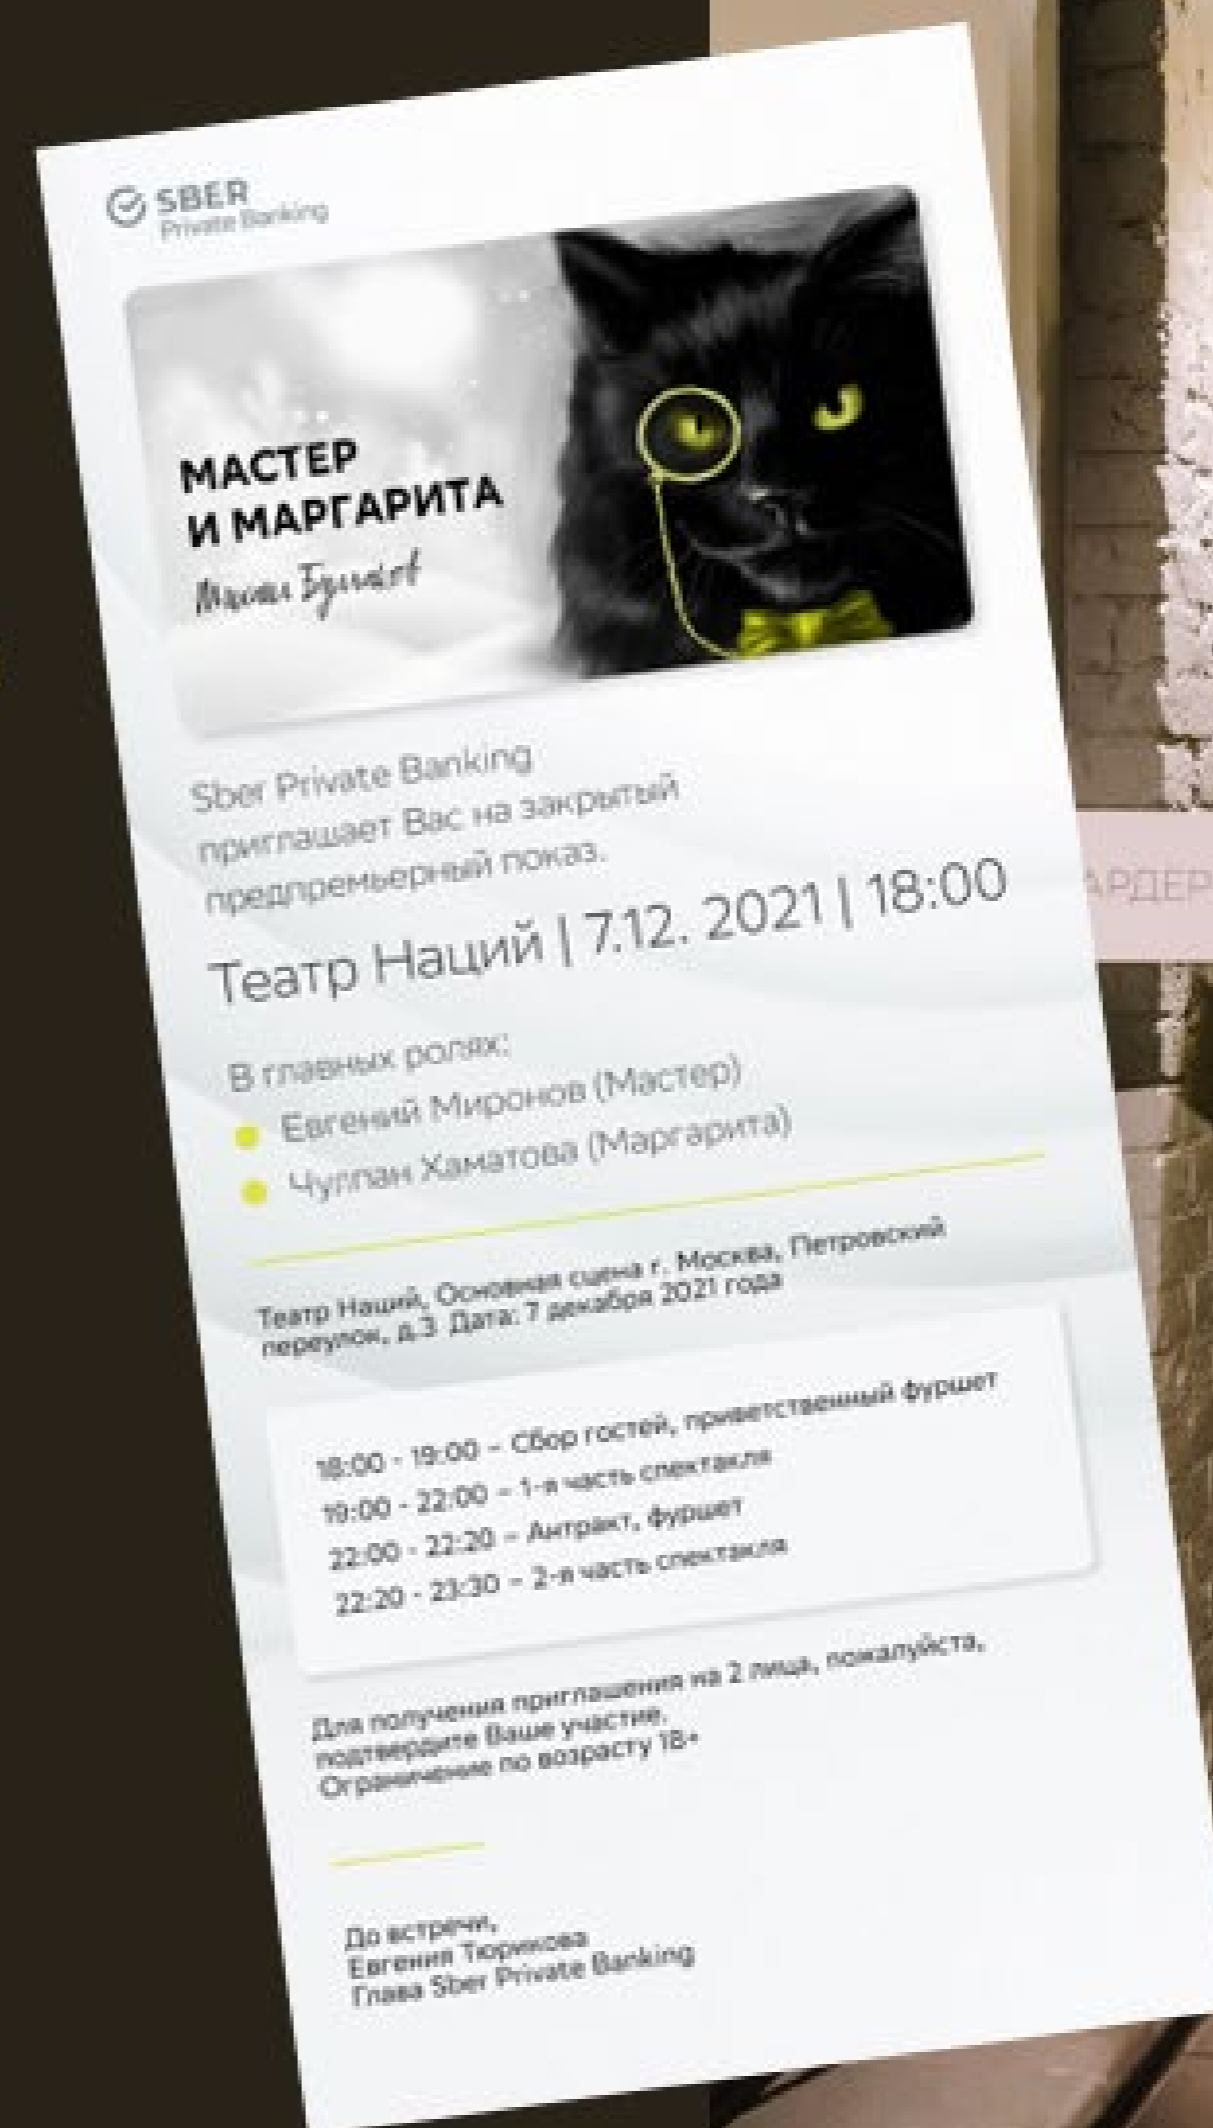 SBER
Private Banking
МАСТЕР
И МАРГАРИТА
Михаил Булгаков
Sber Private Banking
приглашает Вас на закрытый
предпремьерный показ.
Театр Наций | 7.12. 2021 | 18:00
В главных ролях:
Евгений Миронов (Мастер)
Чулпан Хаматова (Маргарита)
Театр Наций, Основная сцена г. Москва, Петровский
переулок, д.3 Дата: 7 декабря 2021 года
18:00 - 19:00 – Сбор гостей, приветственный фуршет
19:00 - 22:00 – 1-я часть спектакля
22:00 - 22:20 – Антракт, фуршет
22:20 - 23:30 – 2-я часть спектакля
Для получения приглашения на 2 лица, пожалуйста,
подтвердите Ваше участие.
Ограничение по возрасту 18+
До встречи,
Евгения Тюрикова
Глава Sber Private Banking